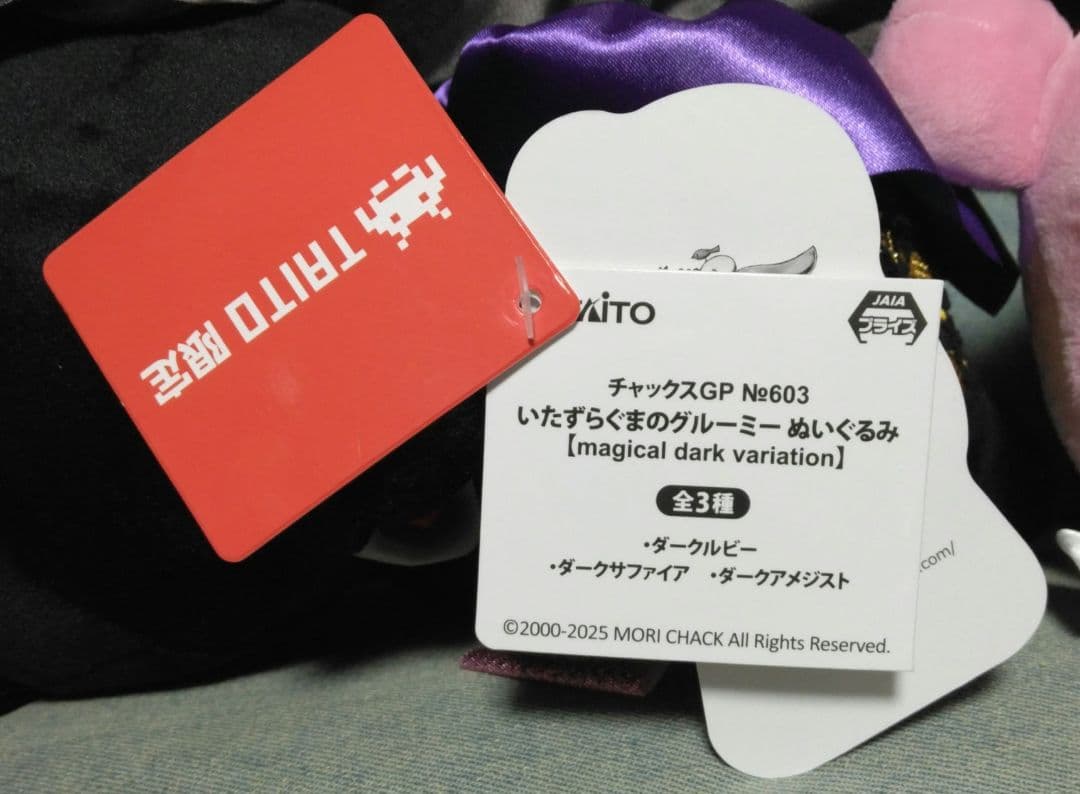 TAITO 限定
TAITO
JAIA
プライズ
チャックスGP №603
いたずらぐまのグルーミー ぬいぐるみ
【magical dark variation】
全3種
・ダークルビー
・ダークサファイア ・ダークアメジスト
©2000-2025 MORI CHACK All Rights Reserved.
.com/